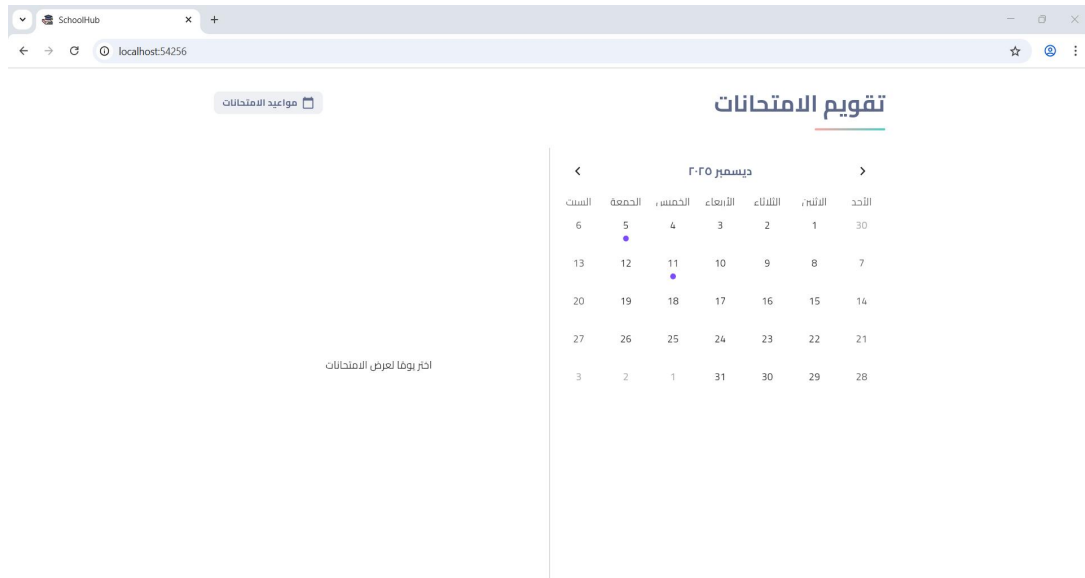 SchoolHub
localhost:54256
تقويم الامتحانات
مواعيد الامتحانات
ديسمبر ٢٠٢٥
الأحد الاثنين الثلاثاء الأربعاء الخميس الجمعة السبت
30 1 2 3 4 5 6
7 8 9 10 11 12 13
14 15 16 17 18 19 20
21 22 23 24 25 26 27
28 29 30 31 1 2 3
اختر يومًا لعرض الامتحانات